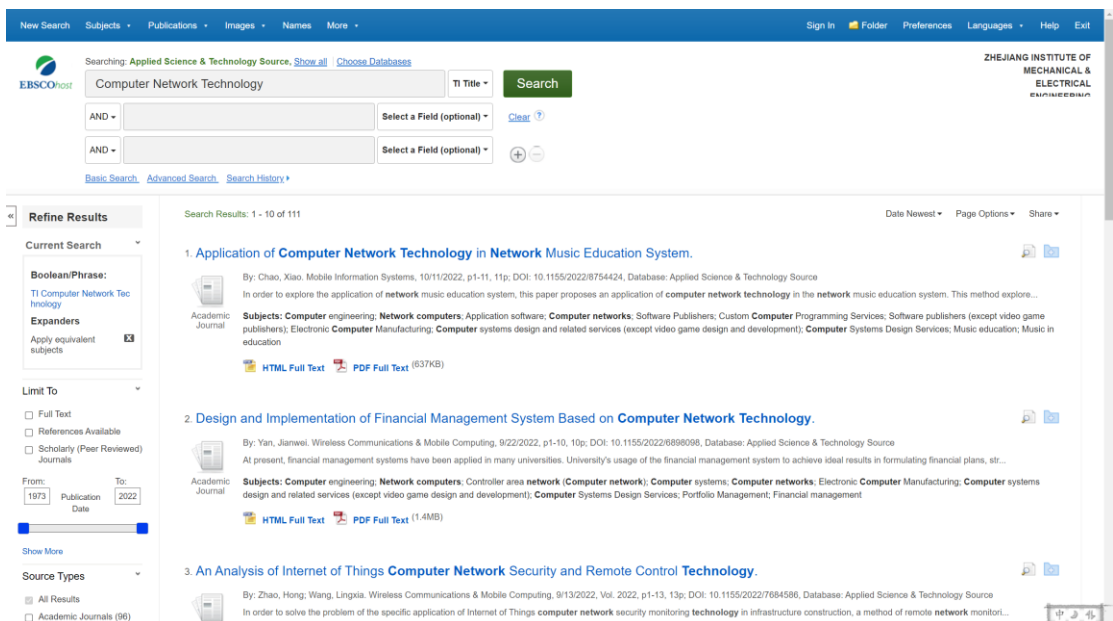 New Search Subjects Publications Images Names More Sign In Folder Preferences Languages Help Exit
EBSCOhost
Searching: Applied Science & Technology Source, Show all Choose Databases
ZHEJIANG INSTITUTE OF
MECHANICAL &
ELECTRICAL
ENGINEERING
Computer Network Technology TI Title Search
AND Select a Field (optional) Clear ?
AND Select a Field (optional) + −
Basic Search Advanced Search Search History
« Refine Results
Search Results: 1 - 10 of 111 Date Newest Page Options Share
Current Search
Boolean/Phrase:
TI Computer Network Tec
hnology
Expanders
Apply equivalent
subjects
X
Limit To
Full Text
References Available
Scholarly (Peer Reviewed)
Journals
From: To:
1973 Publication 2022
Date
Show More
Source Types
All Results
Academic Journals (96)
1. Application of Computer Network Technology in Network Music Education System.
By: Chao, Xiao. Mobile Information Systems, 10/11/2022, p1-11, 11p; DOI: 10.1155/2022/8754424, Database: Applied Science & Technology Source
In order to explore the application of network music education system, this paper proposes an application of computer network technology in the network music education system. This method explore...
Academic
Journal
Subjects: Computer engineering; Network computers; Application software; Computer networks; Software Publishers; Custom Computer Programming Services; Software publishers (except video game
publishers); Electronic Computer Manufacturing; Computer systems design and related services (except video game design and development); Computer Systems Design Services; Music education; Music in
education
HTML Full Text PDF Full Text (637KB)
2. Design and Implementation of Financial Management System Based on Computer Network Technology.
By: Yan, Jianwei. Wireless Communications & Mobile Computing, 9/22/2022, p1-10, 10p; DOI: 10.1155/2022/6898098, Database: Applied Science & Technology Source
At present, financial management systems have been applied in many universities. University's usage of the financial management system to achieve ideal results in formulating financial plans, str...
Academic
Journal
Subjects: Computer engineering; Network computers; Controller area network (Computer network); Computer systems; Computer networks; Electronic Computer Manufacturing; Computer systems
design and related services (except video game design and development); Computer Systems Design Services; Portfolio Management; Financial management
HTML Full Text PDF Full Text (1.4MB)
3. An Analysis of Internet of Things Computer Network Security and Remote Control Technology.
By: Zhao, Hong; Wang, Lingxia. Wireless Communications & Mobile Computing, 9/13/2022, Vol. 2022, p1-13, 13p; DOI: 10.1155/2022/7684586, Database: Applied Science & Technology Source
In order to solve the problem of the specific application of Internet of Things computer network security monitoring technology in infrastructure construction, a method of remote network monitori...
中